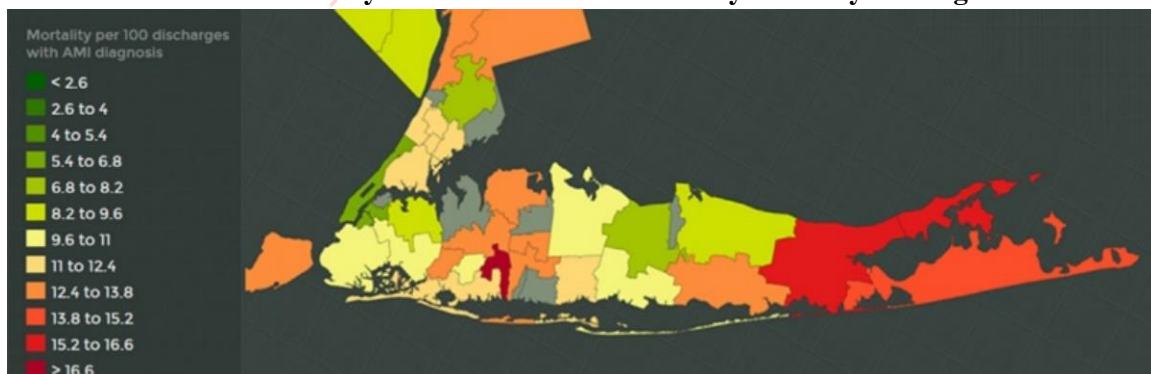 Mortality per 100 discharges
with AMI diagnosis
< 2.6
2.6 to 4
4 to 5.4
5.4 to 6.8
6.8 to 8.2
8.2 to 9.6
9.6 to 11
11 to 12.4
12.4 to 13.8
13.8 to 15.2
15.2 to 16.6
> 16.6